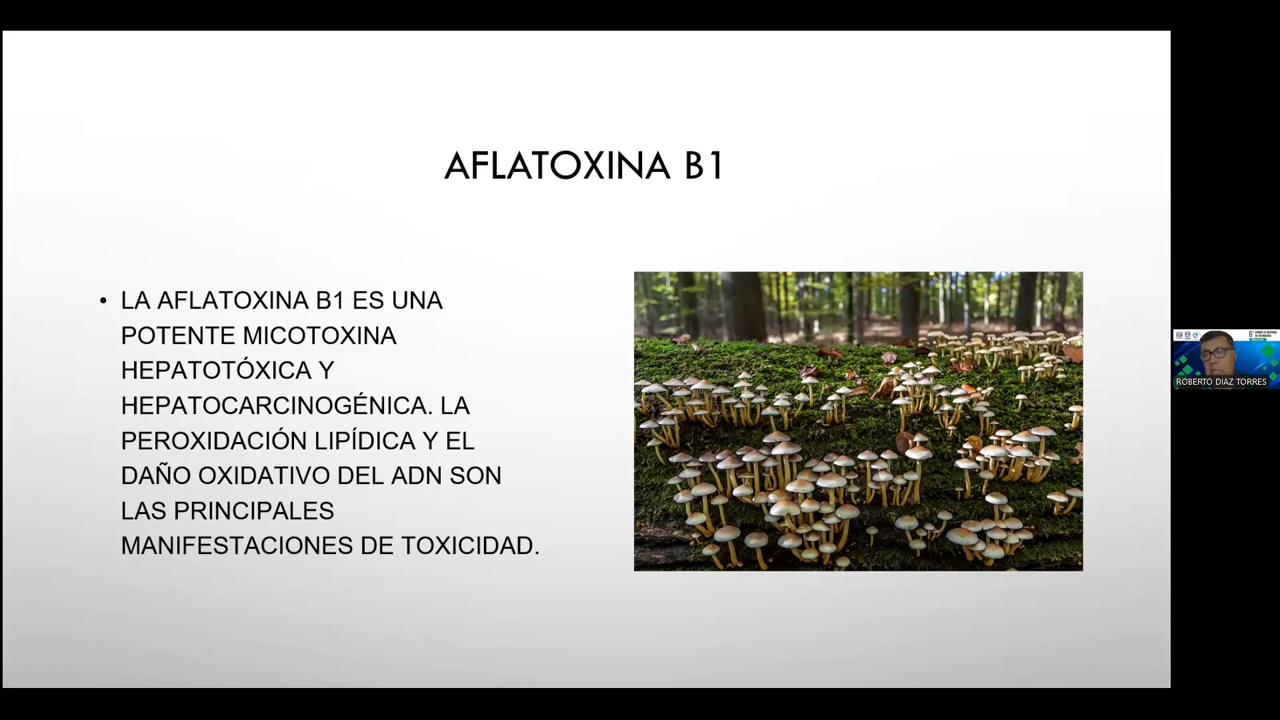 AFLATOXINA B1
• LA AFLATOXINA B1 ES UNA
POTENTE MICOTOXINA
HEPATOTÓXICA Y
HEPATOCARCINOGÉNICA. LA
PEROXIDACIÓN LIPÍDICA Y EL
DAÑO OXIDATIVO DEL ADN SON
LAS PRINCIPALES
MANIFESTACIONES DE TOXICIDAD.
ROBERTO DIAZ TORRES